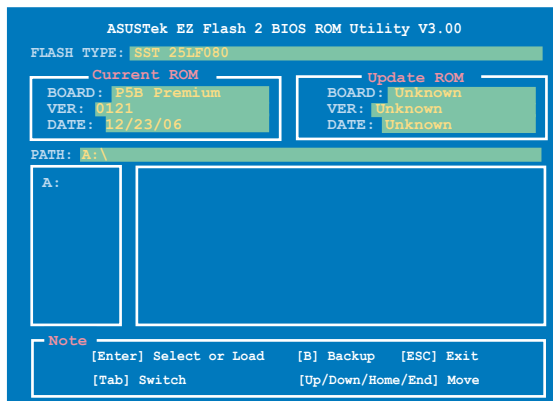 ASUSTek EZ Flash 2 BIOS ROM Utility V3.00
FLASH TYPE: SST 25LF080
Current ROM
BOARD: P5B Premium
VER: 0121
DATE: 12/23/06
Update ROM
BOARD: Unknown
VER: Unknown
DATE: Unknown
PATH: A:\
A:
Note
[Enter] Select or Load [B] Backup [ESC] Exit
[Tab] Switch [Up/Down/Home/End] Move